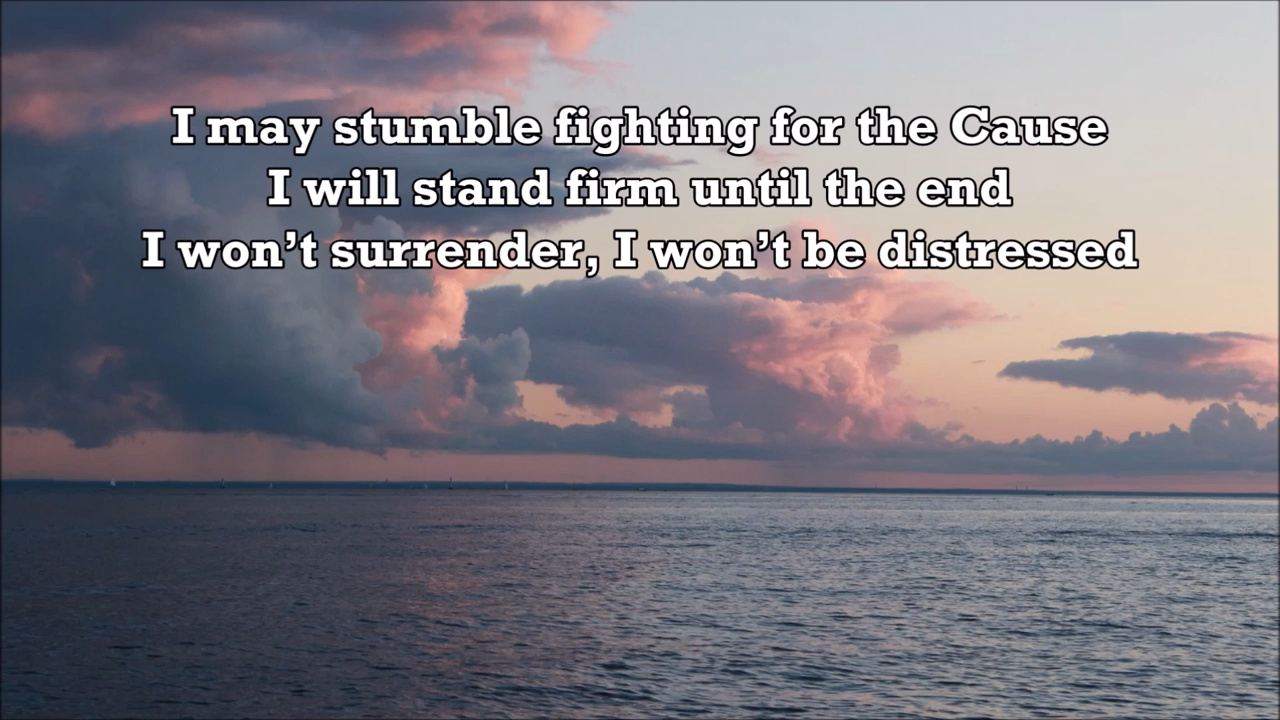 I may stumble fighting for the Cause
I will stand firm until the end
I won’t surrender, I won’t be distressed